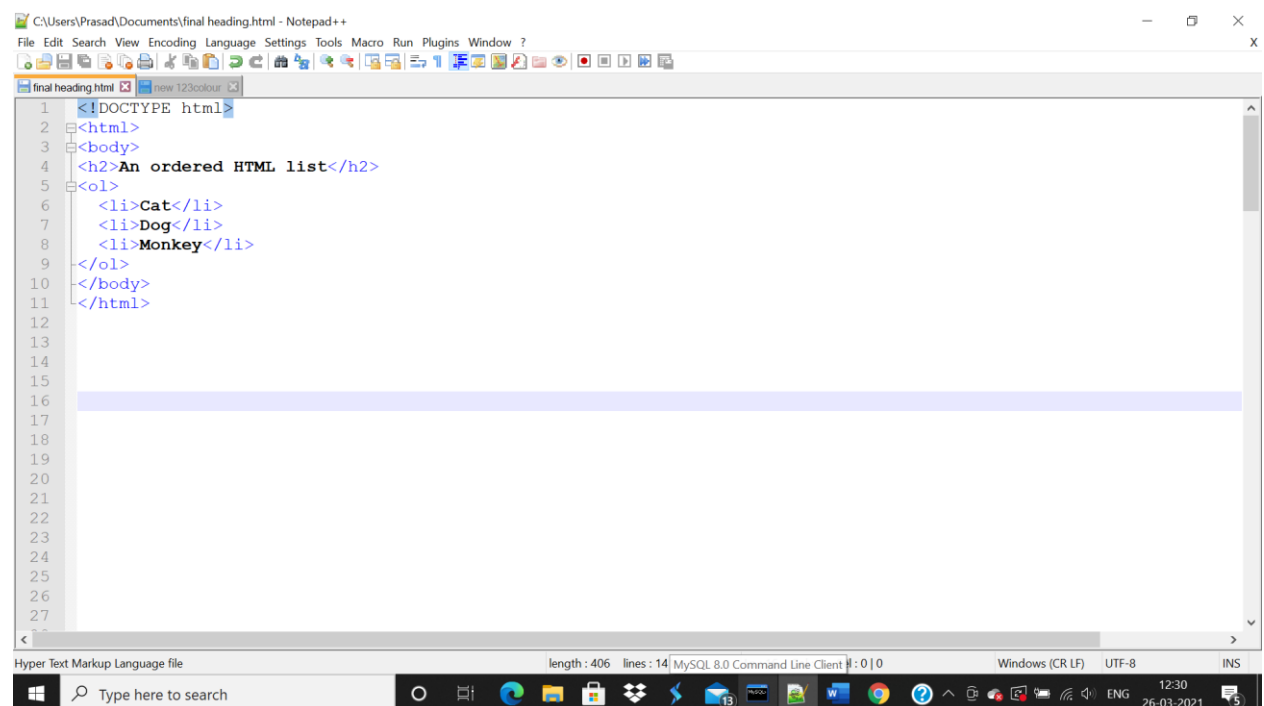 C:\Users\Prasad\Documents\final heading.html - Notepad++
File Edit Search View Encoding Language Settings Tools Macro Run Plugins Window ? X
final heading.html new 123colour
1 <!DOCTYPE html>
2 <html>
3 <body>
4 <h2>An ordered HTML list</h2>
5 <ol>
6 <li>Cat</li>
7 <li>Dog</li>
8 <li>Monkey</li>
9 </ol>
10 </body>
11 </html>
12
13
14
15
16
17
18
19
20
21
22
23
24
25
26
27
Hyper Text Markup Language file length : 406 lines : 14 MySQL 8.0 Command Line Client : 0 | 0 Windows (CR LF) UTF-8 INS
Type here to search 13 ENG 12:30 5
26-03-2021